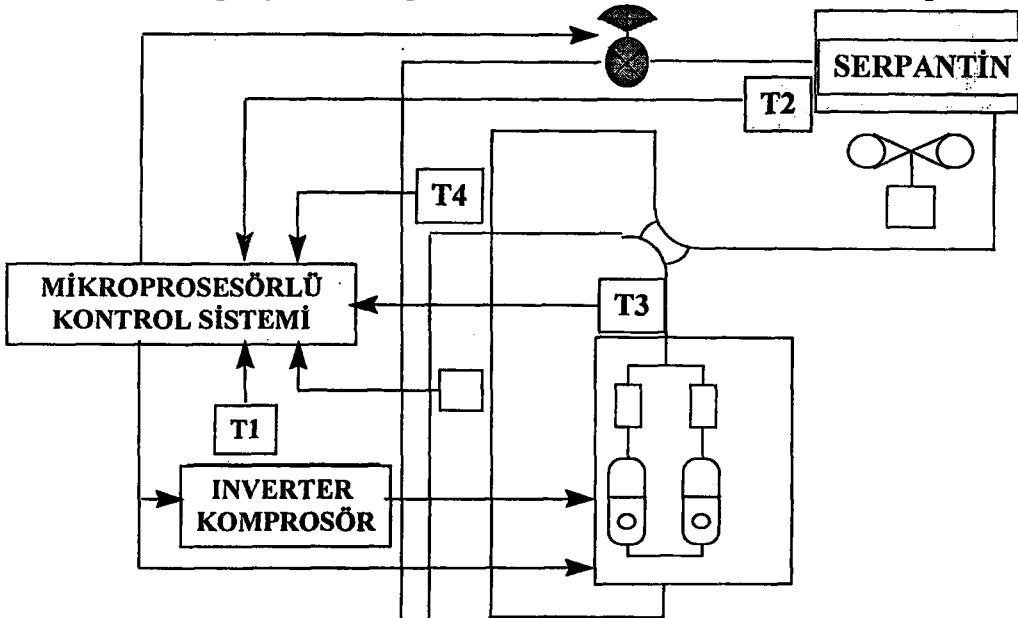 SERPANTİN
T2
T4
MİKROPROSESÖRLÜ
KONTROL SİSTEMİ
T3
T1
INVERTER
KOMPROSÖR